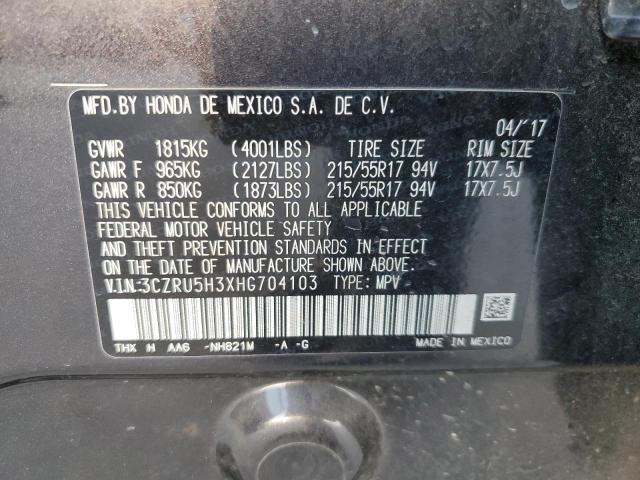 MFD.BY HONDA DE MEXICO S.A. DE C.V.
04/'17
GVWR 1815KG (4001LBS) TIRE SIZE RIM SIZE
GAWR F 965KG (2127LBS) 215/55R17 94V 17X7.5J
GAWR R 850KG (1873LBS) 215/55R17 94V 17X7.5J
THIS VEHICLE CONFORMS TO ALL APPLICABLE
FEDERAL MOTOR VEHICLE SAFETY
AND THEFT PREVENTION STANDARDS IN EFFECT
ON THE DATE OF MANUFACTURE SHOWN ABOVE.
V.I.N:3CZRU5H3XHG704103 TYPE: MPV
THX H AA6 -NH821M -A -G MADE IN MEXICO